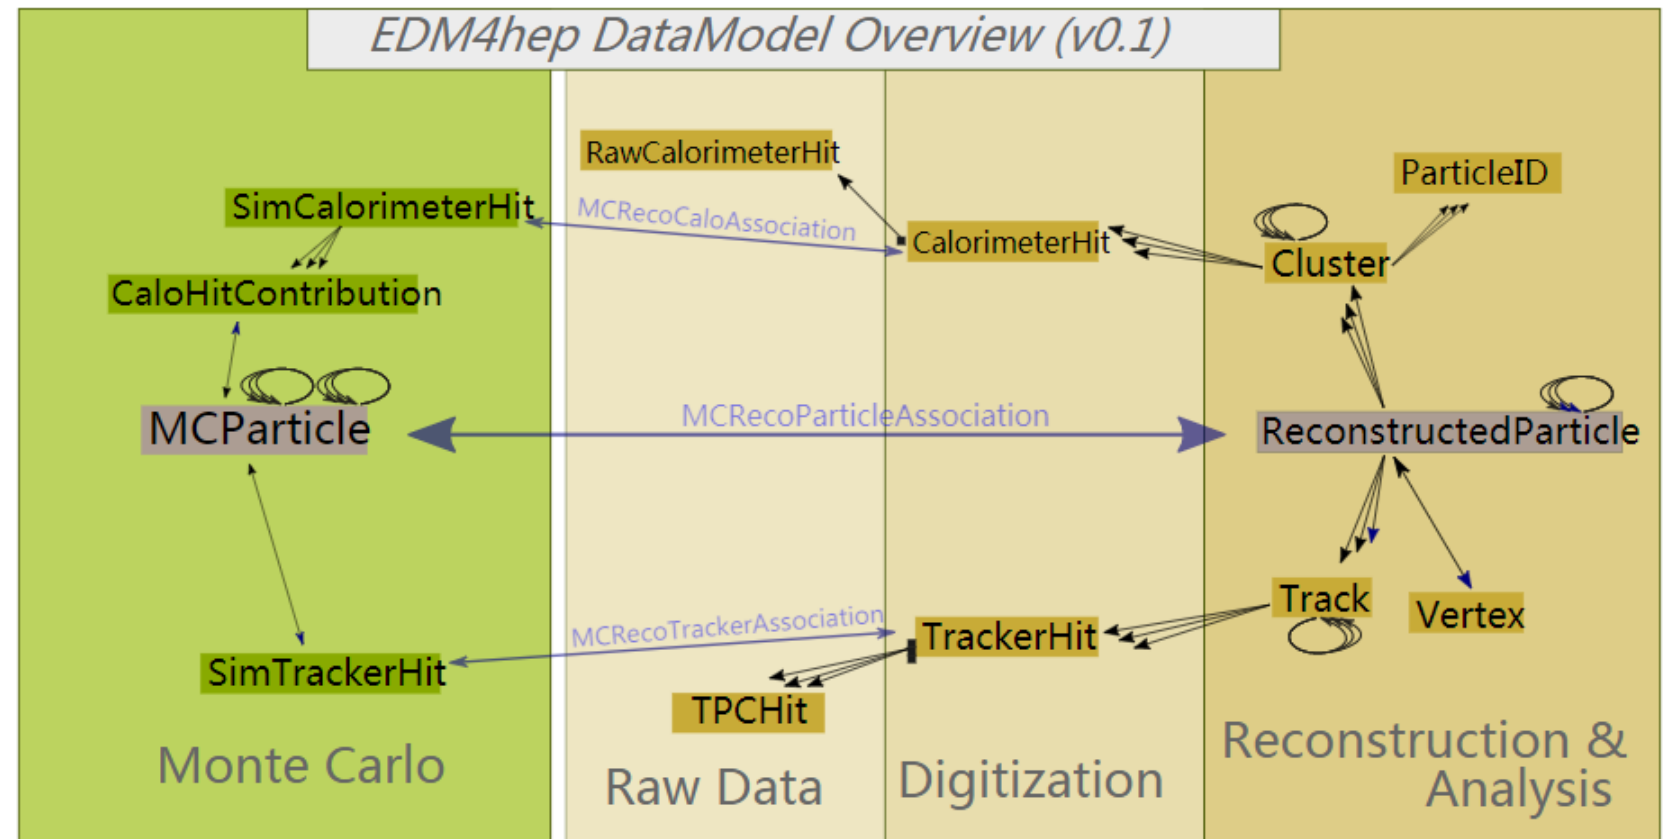 EDM4hep DataModel Overview (v0.1)
RawCalorimeterHit
ParticleID
SimCalorimeterHit
MCRecoCaloAssociation
CalorimeterHit
Cluster
CaloHitContribution
MCParticle
MCRecoParticleAssociation
ReconstructedParticle
Track
Vertex
MCRecoTrackerAssociation
TrackerHit
SimTrackerHit
TPCHit
Monte Carlo
Raw Data
Digitization
Reconstruction &
Analysis